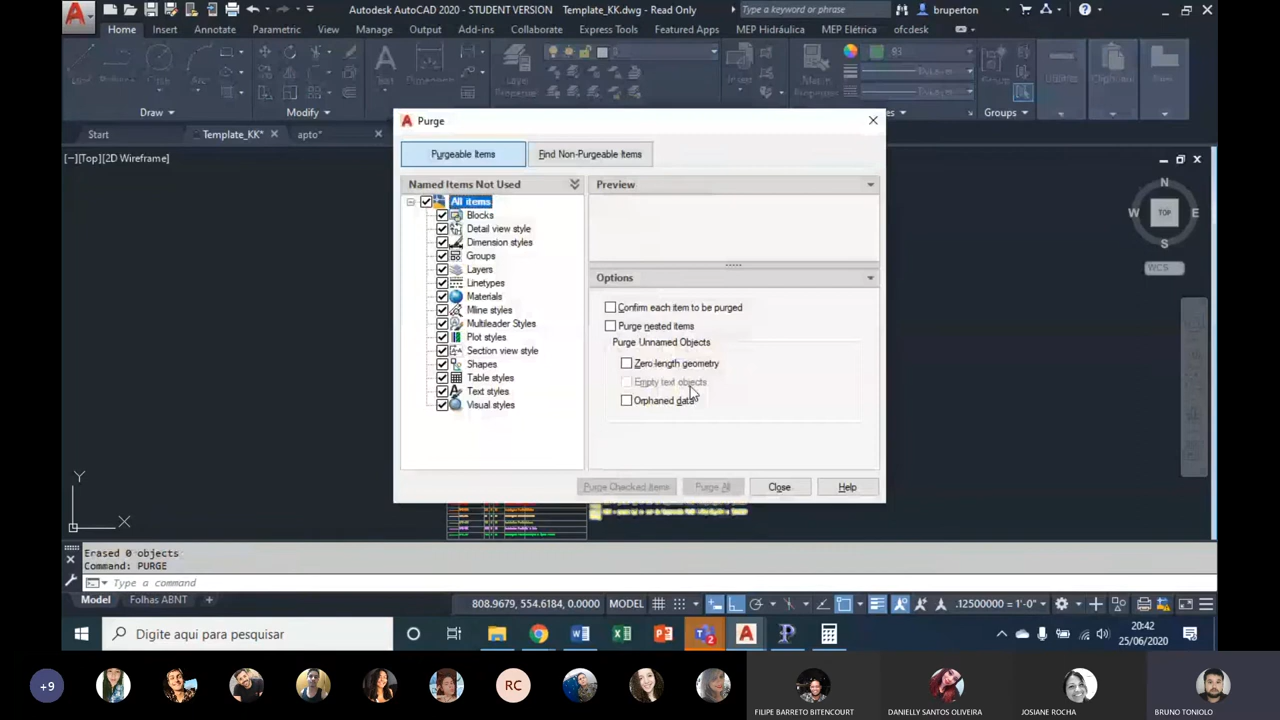 Autodesk AutoCAD 2020 - STUDENT VERSION Template_KK.dwg - Read Only
Type a keyword or phrase
bruperton
Home Insert Annotate Parametric View Manage Output Add-ins Collaborate Express Tools Featured Apps MEP Hidráulica MEP Elétrica ofcdesk
Draw Modify Groups
Start Template_KK* apto*
[−][Top][2D Wireframe]
Purge
Purgeable Items Find Non-Purgeable Items
Named Items Not Used
All items
Blocks
Detail view style
Dimension styles
Groups
Layers
Linetypes
Materials
Mline styles
Multileader Styles
Plot styles
Section view style
Shapes
Table styles
Text styles
Visual styles
Preview
Options
Confirm each item to be purged
Purge nested items
Purge Unnamed Objects
Zero-length geometry
Empty text objects
Orphaned data
Purge Checked Items Purge All Close Help
N
W TOP E
S
WCS
Y
X
Erased 0 objects
Command: PURGE
Type a command
Model Folhas ABNT +
808.9679, 554.6184, 0.0000 MODEL .12500000 = 1'-0"
Digite aqui para pesquisar
20:42
25/06/2020
+9 RC
FILIPE BARRETO BITENCOURT DANIELLY SANTOS OLIVEIRA JOSIANE ROCHA BRUNO TONIOLO